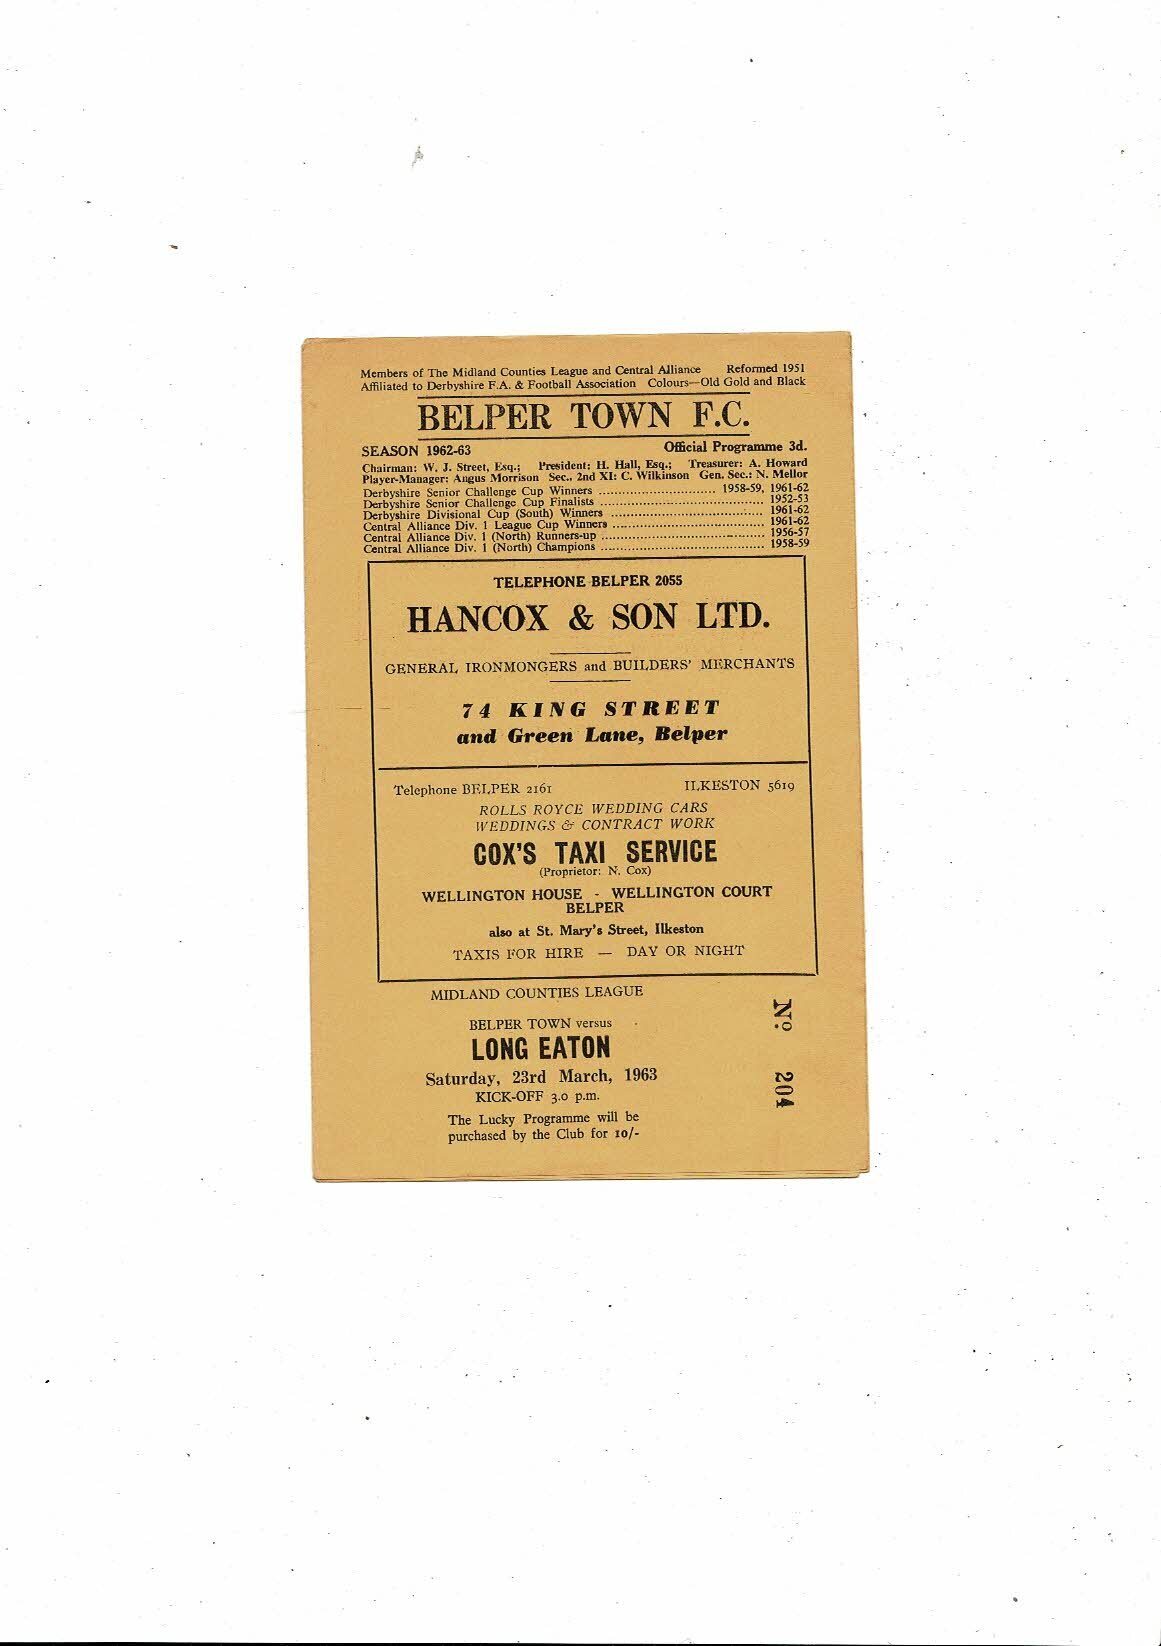 Members of The Midland Counties League and Central Alliance Reformed 1951
Affiliated to Derbyshire F.A. & Football Association Colours—Old Gold and Black
BELPER TOWN F.C.
SEASON 1962-63 Official Programme 3d.
Chairman: W. J. Street, Esq.; President: H. Hall, Esq.; Treasurer: A. Howard
Player-Manager: Angus Morrison Sec., 2nd XI: C. Wilkinson Gen. Sec.: N. Mellor
Derbyshire Senior Challenge Cup Winners ............................. 1958-59, 1961-62
Derbyshire Senior Challenge Cup Finalists ......................................... 1952-53
Derbyshire Divisional Cup (South) Winners ...................................... 1961-62
Central Alliance Div. 1 League Cup Winners ...................................... 1961-62
Central Alliance Div. 1 (North) Runners-up ......................................... 1956-57
Central Alliance Div. 1 (North) Champions ......................................... 1958-59
TELEPHONE BELPER 2055
HANCOX & SON LTD.
GENERAL IRONMONGERS and BUILDERS' MERCHANTS
74 KING STREET
and Green Lane, Belper
Telephone BELPER 2161 ILKESTON 5619
ROLLS ROYCE WEDDING CARS
WEDDINGS & CONTRACT WORK
COX'S TAXI SERVICE
(Proprietor: N. Cox)
WELLINGTON HOUSE - WELLINGTON COURT
BELPER
also at St. Mary's Street, Ilkeston
TAXIS FOR HIRE — DAY OR NIGHT
MIDLAND COUNTIES LEAGUE
BELPER TOWN versus
LONG EATON
Saturday, 23rd March, 1963
KICK-OFF 3.0 p.m.
The Lucky Programme will be
purchased by the Club for 10/-
No. 204